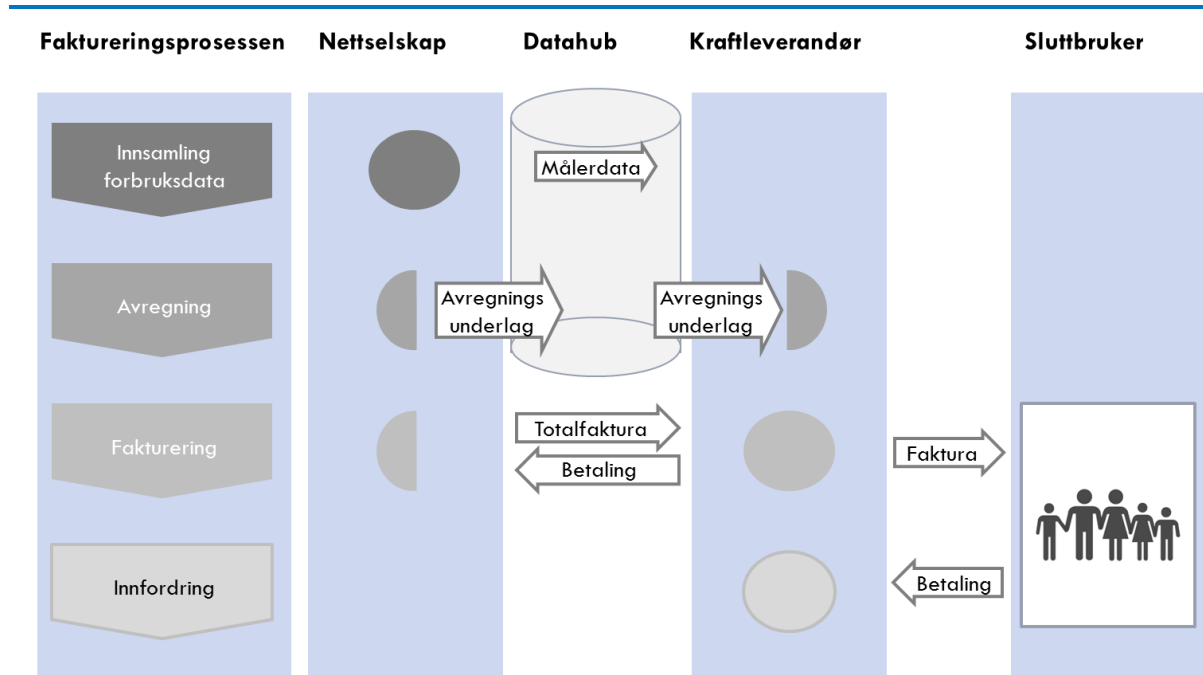 Faktureringsprosessen
Nettselskap
Datahub
Kraftleverandør
Sluttbruker
Innsamling
forbruksdata
Målerdata
Avregning
Avregnings
underlag
Avregnings
underlag
Fakturering
Totalfaktura
Betaling
Faktura
Innfordring
Betaling